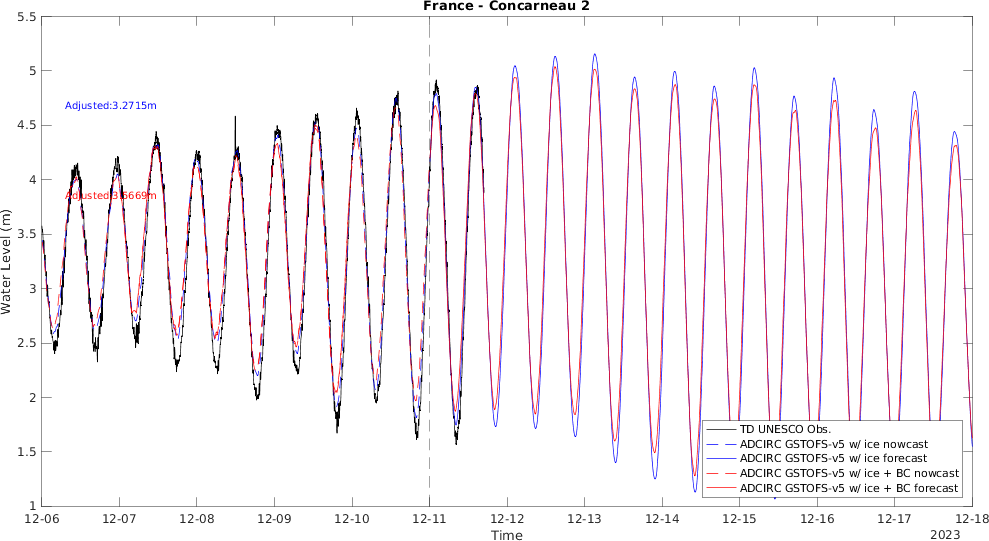 France - Concarneau 2
5.5
5
4.5
4
3.5
3
2.5
2
1.5
1
Water Level (m)
Adjusted:3.2715m
Adjusted:3.6669m
TD UNESCO Obs.
ADCIRC GSTOFS-v5 w/ ice nowcast
ADCIRC GSTOFS-v5 w/ ice forecast
ADCIRC GSTOFS-v5 w/ ice + BC nowcast
ADCIRC GSTOFS-v5 w/ ice + BC forecast
12-06 12-07 12-08 12-09 12-10 12-11 12-12 12-13 12-14 12-15 12-16 12-17 12-18
Time
2023